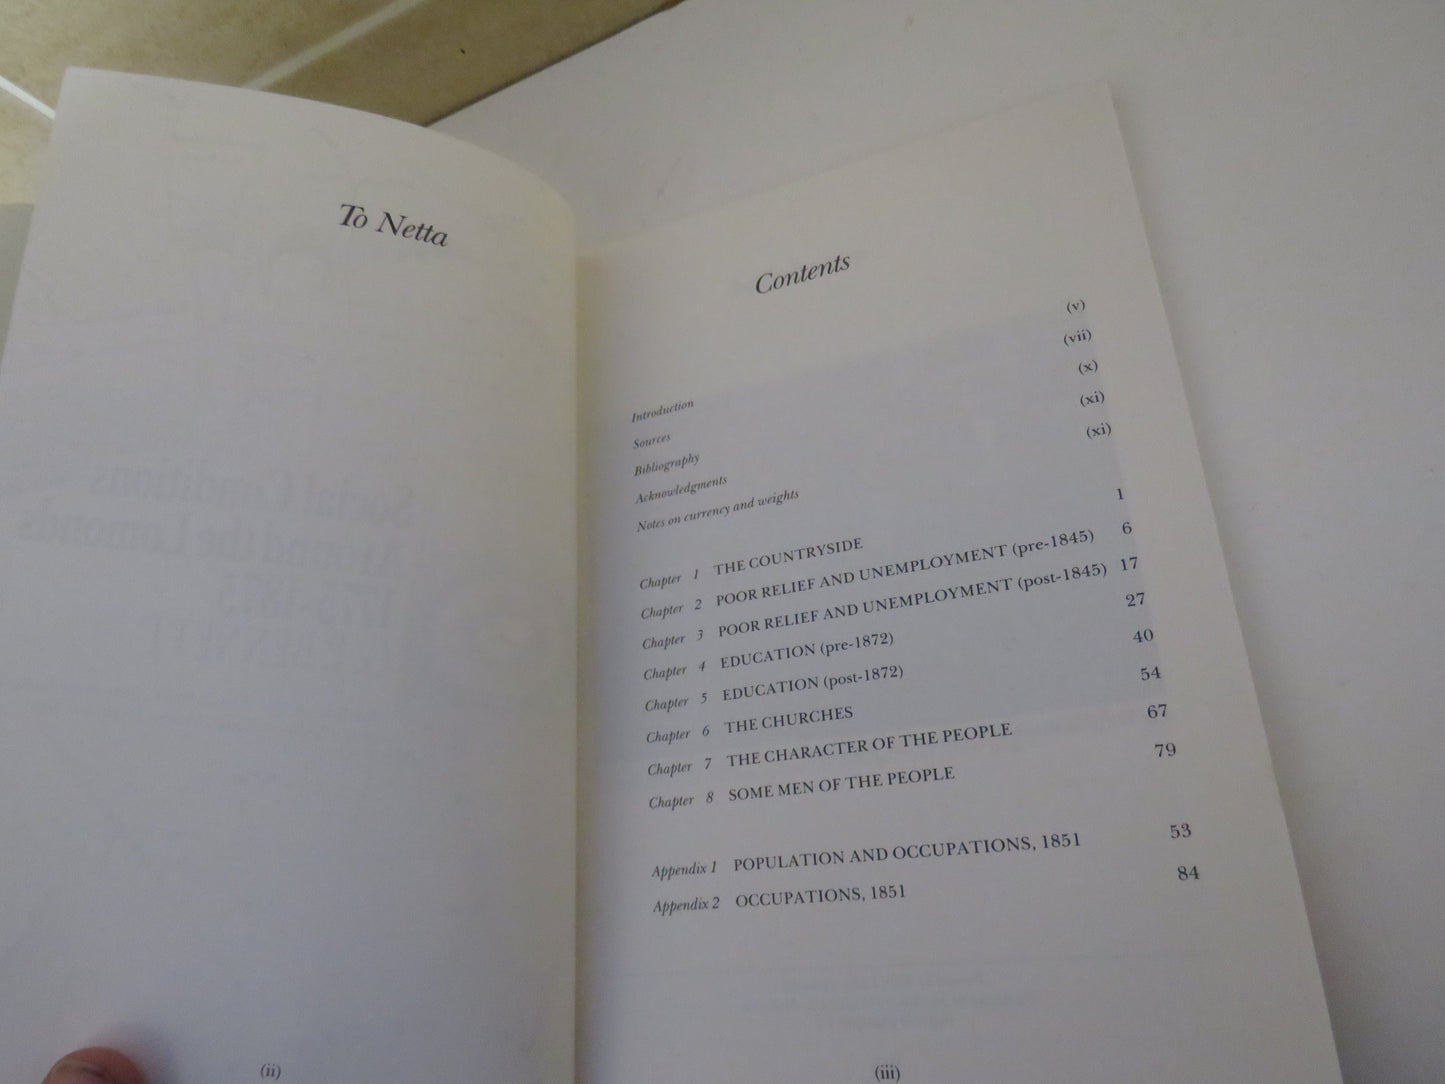 To Netta
(ii)
Contents
Introduction (v)
Sources (vii)
Bibliography (x)
Acknowledgments (xi)
Notes on currency and weights (xi)
Chapter 1 THE COUNTRYSIDE 1
Chapter 2 POOR RELIEF AND UNEMPLOYMENT (pre-1845) 6
Chapter 3 POOR RELIEF AND UNEMPLOYMENT (post-1845) 17
Chapter 4 EDUCATION (pre-1872) 27
Chapter 5 EDUCATION (post-1872) 40
Chapter 6 THE CHURCHES 54
Chapter 7 THE CHARACTER OF THE PEOPLE 67
Chapter 8 SOME MEN OF THE PEOPLE 79
Appendix 1 POPULATION AND OCCUPATIONS, 1851 53
Appendix 2 OCCUPATIONS, 1851 84
(iii)